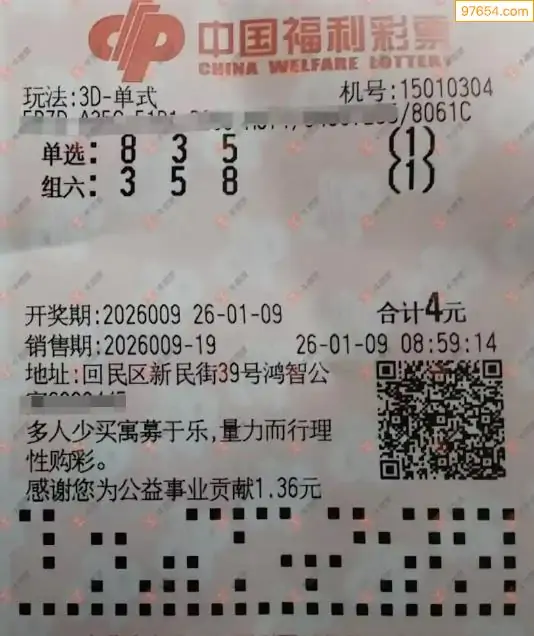 97654.com
中国福利彩票
CHINA WELFARE LOTTERY
玩法:3D-单式 机号:15010304
/8061C
单选: 8 3 5 (1)
组六: 3 5 8 (1)
开奖期:2026009 26-01-09 合计4元
销售期:2026009-19 26-01-09 08:59:14
地址:回民区新民街39号鸿智公
多人少买寓募于乐,量力而行理
性购彩。
感谢您为公益事业贡献1.36元